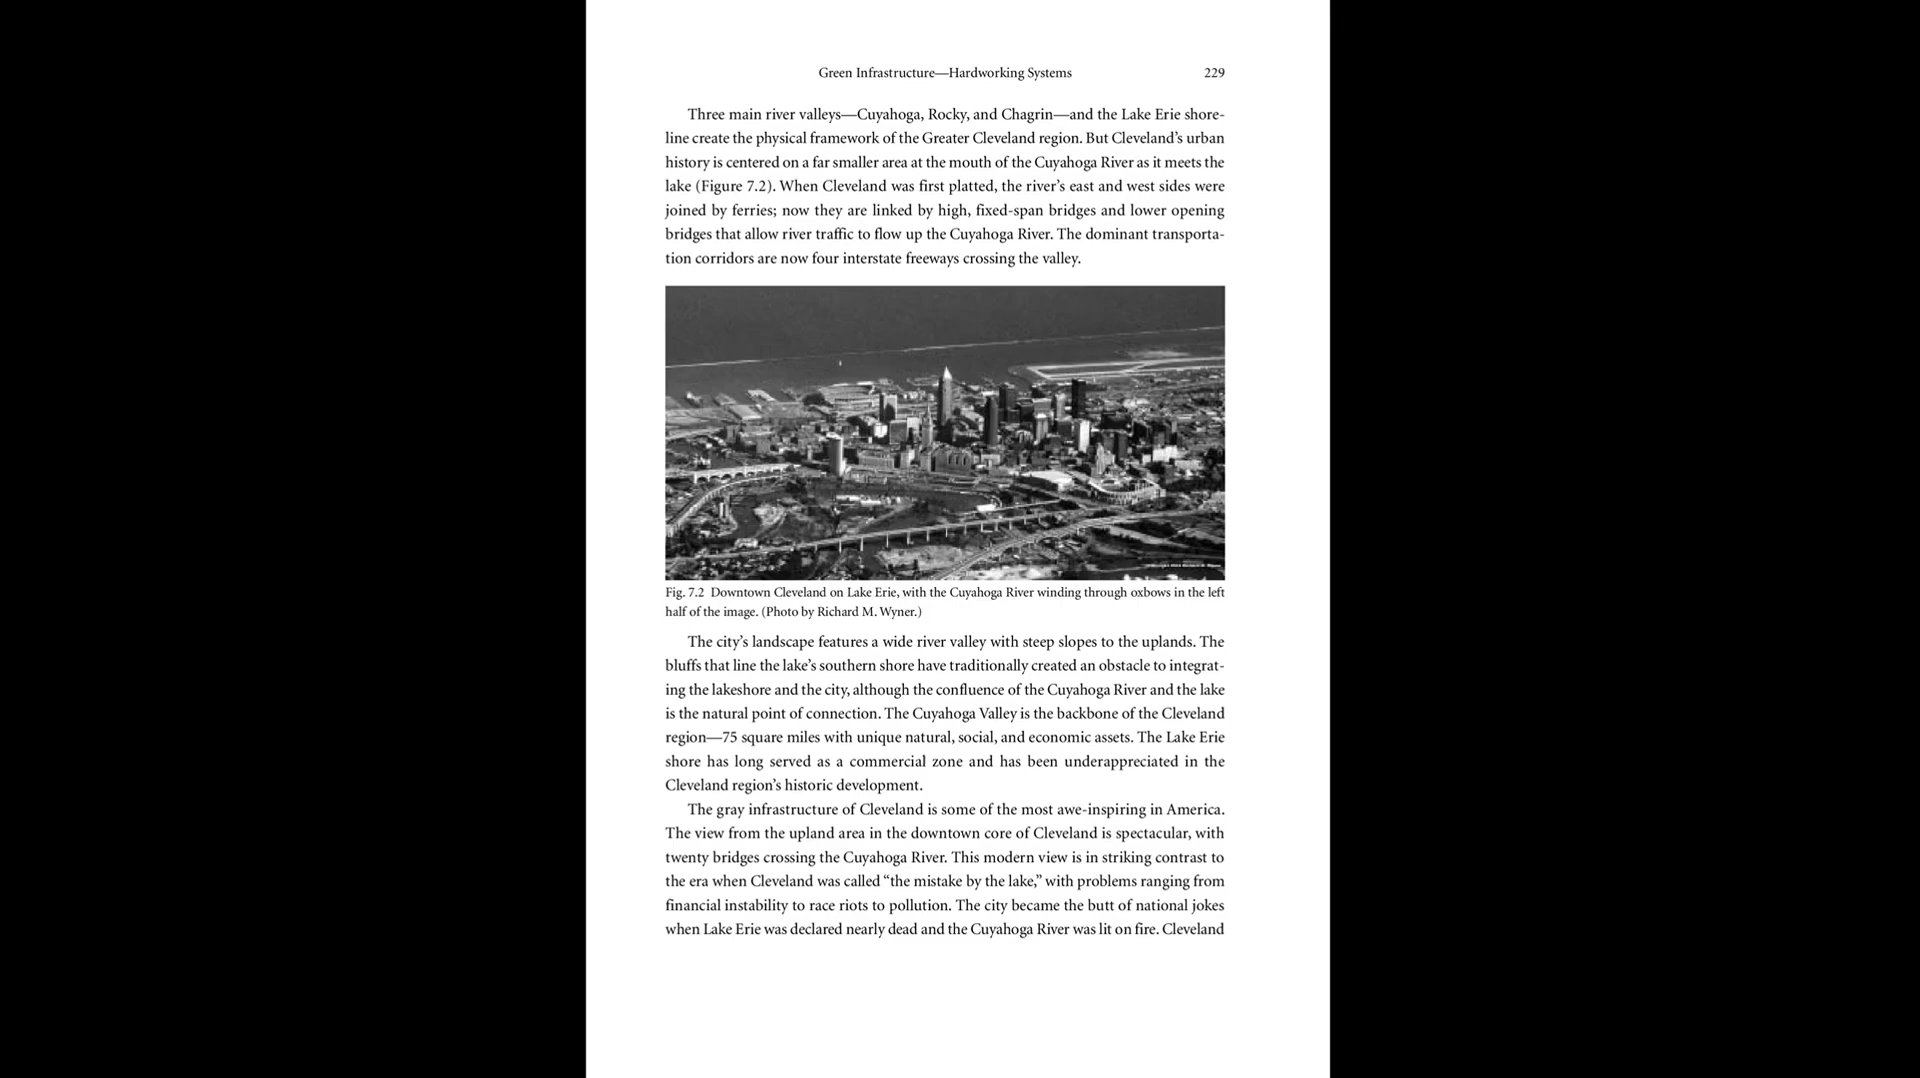 Green Infrastructure—Hardworking Systems 229
Three main river valleys—Cuyahoga, Rocky, and Chagrin—and the Lake Erie shore-
line create the physical framework of the Greater Cleveland region. But Cleveland’s urban
history is centered on a far smaller area at the mouth of the Cuyahoga River as it meets the
lake (Figure 7.2). When Cleveland was first platted, the river’s east and west sides were
joined by ferries; now they are linked by high, fixed-span bridges and lower opening
bridges that allow river traffic to flow up the Cuyahoga River. The dominant transporta-
tion corridors are now four interstate freeways crossing the valley.
Fig. 7.2 Downtown Cleveland on Lake Erie, with the Cuyahoga River winding through oxbows in the left
half of the image. (Photo by Richard M. Wyner.)
The city’s landscape features a wide river valley with steep slopes to the uplands. The
bluffs that line the lake’s southern shore have traditionally created an obstacle to integrat-
ing the lakeshore and the city, although the confluence of the Cuyahoga River and the lake
is the natural point of connection. The Cuyahoga Valley is the backbone of the Cleveland
region—75 square miles with unique natural, social, and economic assets. The Lake Erie
shore has long served as a commercial zone and has been underappreciated in the
Cleveland region’s historic development.
The gray infrastructure of Cleveland is some of the most awe-inspiring in America.
The view from the upland area in the downtown core of Cleveland is spectacular, with
twenty bridges crossing the Cuyahoga River. This modern view is in striking contrast to
the era when Cleveland was called “the mistake by the lake,” with problems ranging from
financial instability to race riots to pollution. The city became the butt of national jokes
when Lake Erie was declared nearly dead and the Cuyahoga River was lit on fire. Cleveland